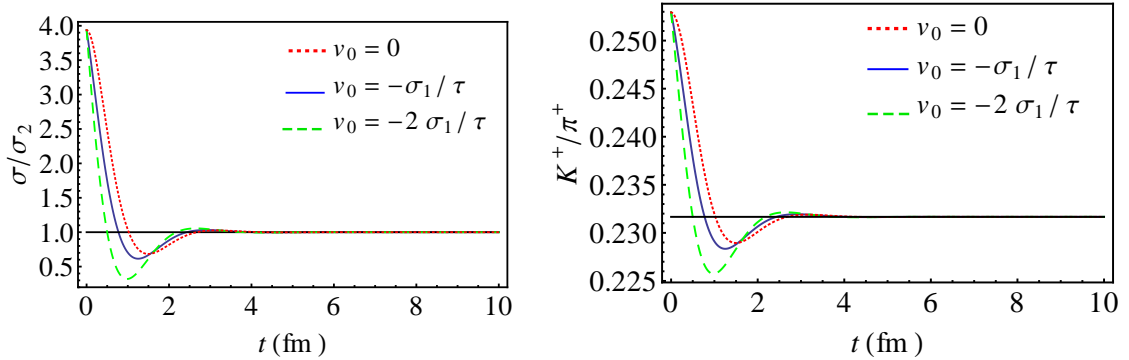 4.0
3.5
3.0
2.5
2.0
1.5
1.0
0.5
σ/σ₂
v₀ = 0
v₀ = −σ₁ / τ
v₀ = −2 σ₁ / τ
0 2 4 6 8 10
t (fm )
0.250
0.245
0.240
0.235
0.230
0.225
K⁺/π⁺
v₀ = 0
v₀ = −σ₁ / τ
v₀ = −2 σ₁ / τ
0 2 4 6 8 10
t (fm )